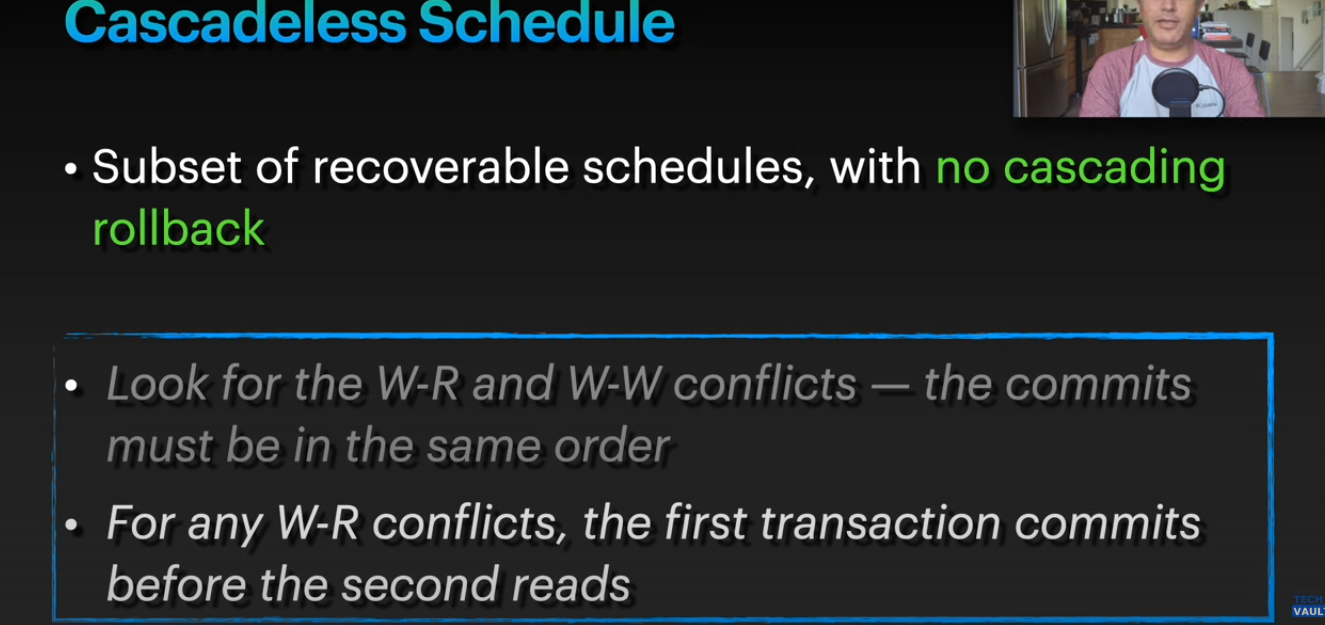 Cascadeless Schedule
• Subset of recoverable schedules, with no cascading
rollback
• Look for the W-R and W-W conflicts — the commits
must be in the same order
• For any W-R conflicts, the first transaction commits
before the second reads
TECH